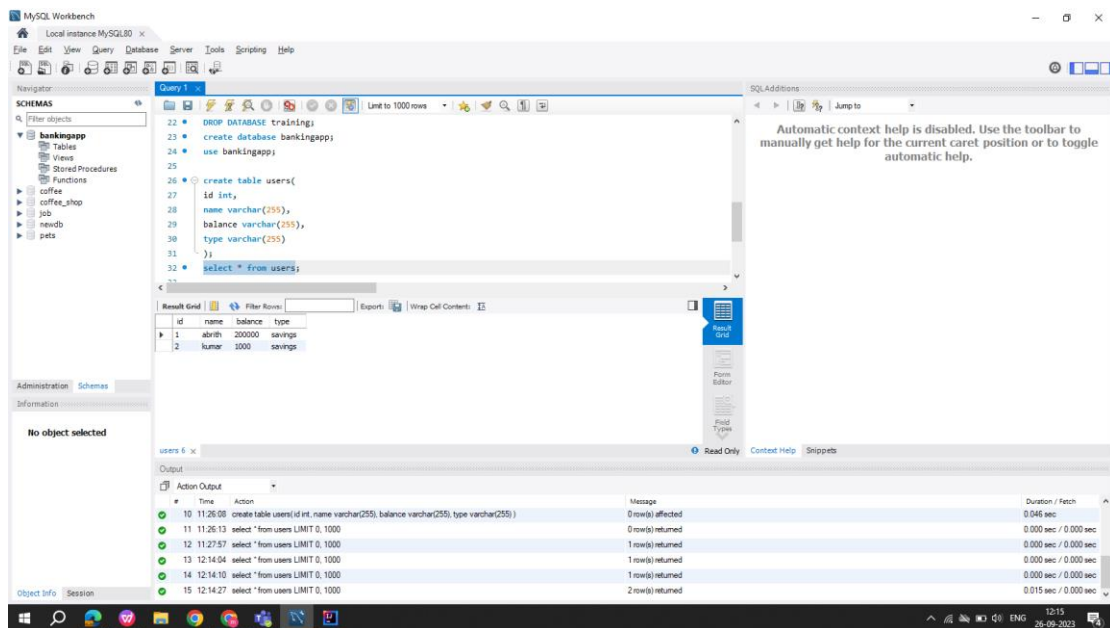 MySQL Workbench
Local instance MySQL80 ×
File Edit View Query Database Server Tools Scripting Help
Navigator
SCHEMAS
Filter objects
bankingapp
Tables
Views
Stored Procedures
Functions
coffee
coffee_shop
job
newdb
pets
Administration Schemas
Information
No object selected
Object Info Session
Query 1 ×
Limit to 1000 rows
22 DROP DATABASE training;
23 create database bankingapp;
24 use bankingapp;
25
26 create table users(
27 id int,
28 name varchar(255),
29 balance varchar(255),
30 type varchar(255)
31 );
32 select * from users;
Result Grid Filter Rows: Export: Wrap Cell Content:
id name balance type
1 abrith 200000 savings
2 kumar 1000 savings
Result Grid
Form Editor
Field Types
users 6 ×
Read Only
SQLAdditions
Jump to
Automatic context help is disabled. Use the toolbar to
manually get help for the current caret position or to toggle
automatic help.
Context Help Snippets
Output
Action Output
# Time Action Message Duration / Fetch
10 11:26:08 create table users( id int, name varchar(255), balance varchar(255), type varchar(255) ) 0 row(s) affected 0.046 sec
11 11:26:13 select * from users LIMIT 0, 1000 0 row(s) returned 0.000 sec / 0.000 sec
12 11:27:57 select * from users LIMIT 0, 1000 1 row(s) returned 0.000 sec / 0.000 sec
13 12:14:04 select * from users LIMIT 0, 1000 1 row(s) returned 0.000 sec / 0.000 sec
14 12:14:10 select * from users LIMIT 0, 1000 1 row(s) returned 0.000 sec / 0.000 sec
15 12:14:27 select * from users LIMIT 0, 1000 2 row(s) returned 0.015 sec / 0.000 sec
ENG
12:15
26-09-2023